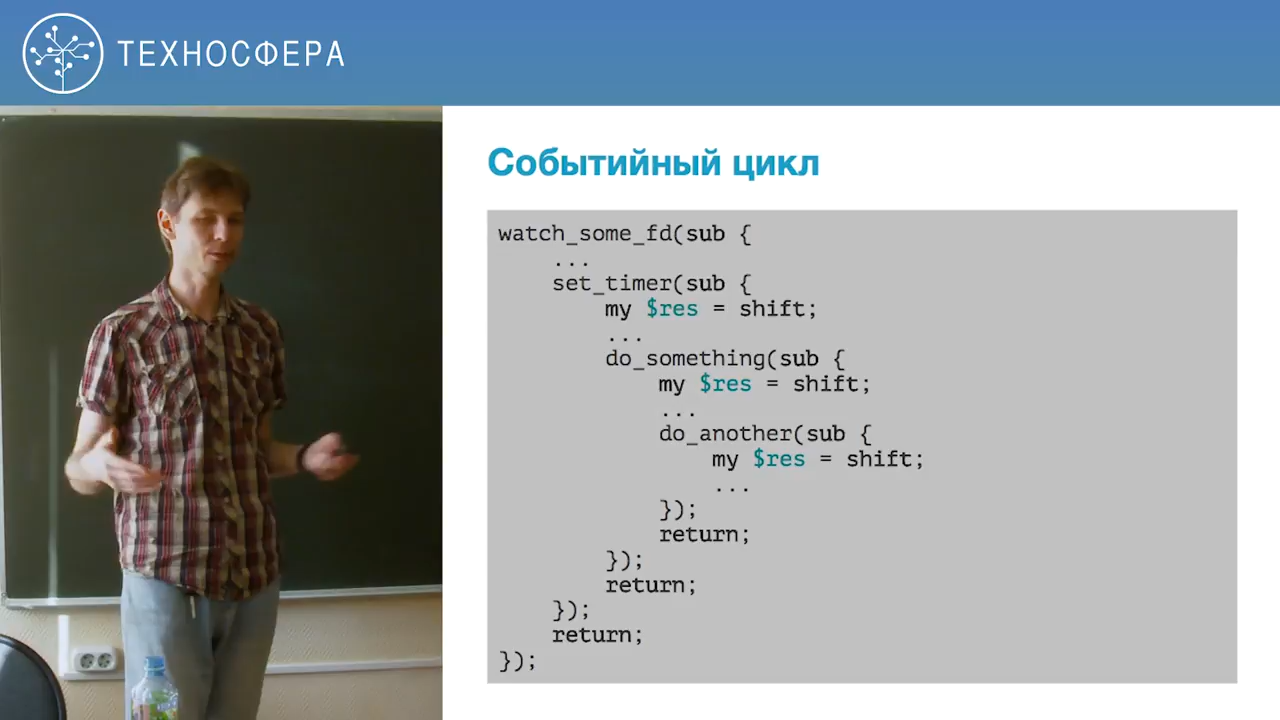 ТЕХНОСФЕРА
Событийный цикл
watch_some_fd(sub {
    ...
    set_timer(sub {
        my $res = shift;
        ...
        do_something(sub {
            my $res = shift;
            ...
            do_another(sub {
                my $res = shift;
                ...
            });
            return;
        });
        return;
    });
    return;
});